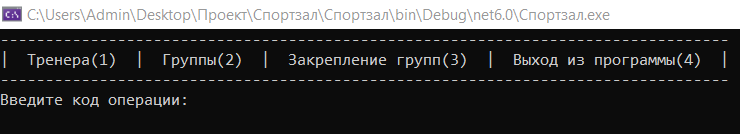 C:\Users\Admin\Desktop\Проект\Спортзал\Спортзал\bin\Debug\net6.0\Спортзал.exe
-------------------------------------------------------------------------------
| Тренера(1) | Группы(2) | Закрепление групп(3) | Выход из программы(4) |
-------------------------------------------------------------------------------
Введите код операции: